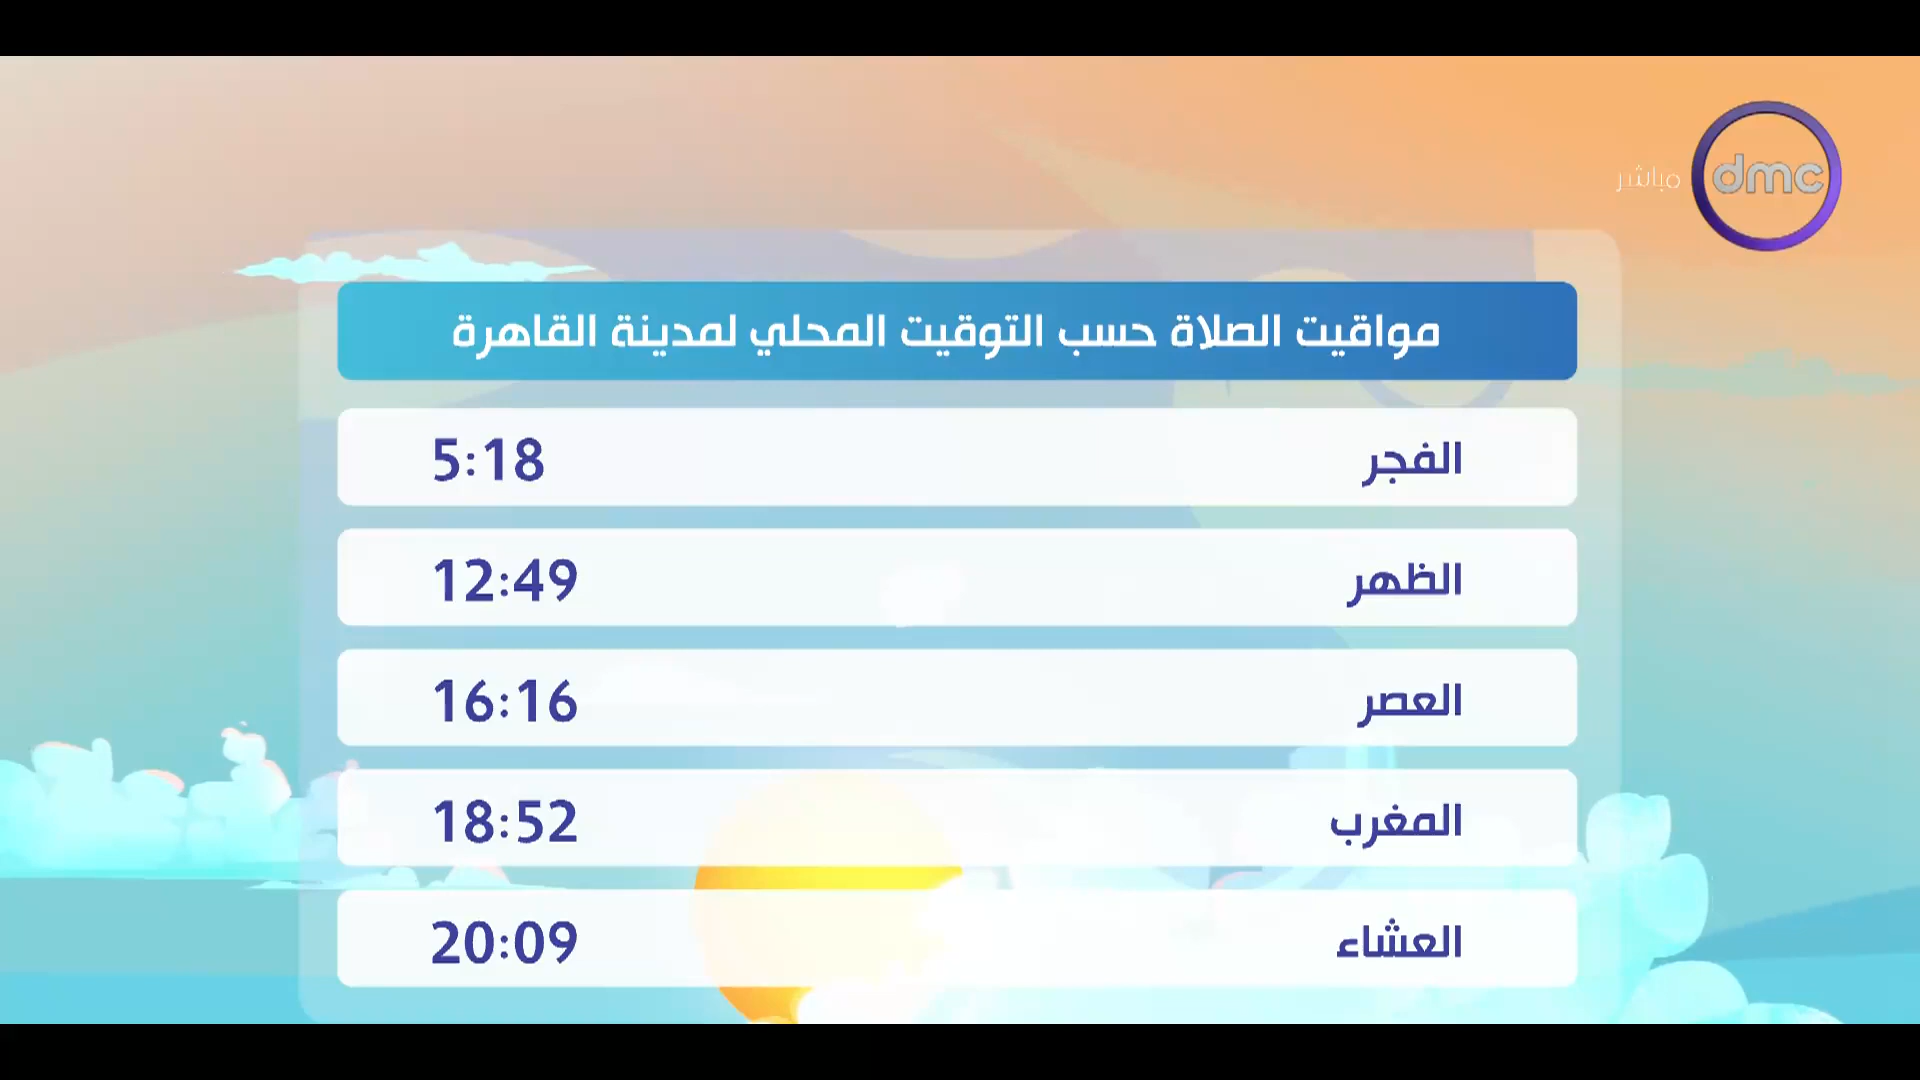 dmc
مباشر
مواقيت الصلاة حسب التوقيت المحلي لمدينة القاهرة
الفجر 5:18
الظهر 12:49
العصر 16:16
المغرب 18:52
العشاء 20:09